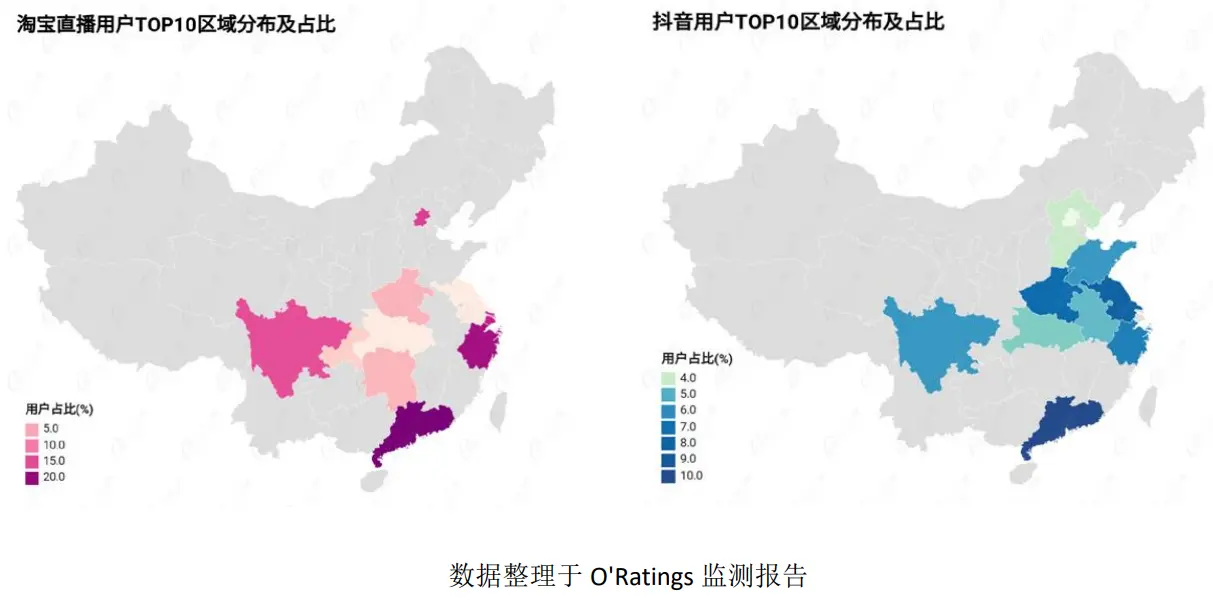 淘宝直播用户TOP10区域分布及占比
用户占比(%)
5.0
10.0
15.0
20.0
抖音用户TOP10区域分布及占比
用户占比(%)
4.0
5.0
6.0
7.0
8.0
9.0
10.0
数据整理于 O'Ratings 监测报告